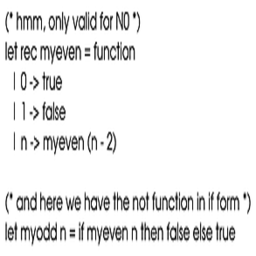 (* hmm, only valid for N0 *)
let rec myeven = function
| 0 -> true
| 1 -> false
| n -> myeven (n - 2)
(* and here we have the not function in if form *)
let myodd n = if myeven n then false else true